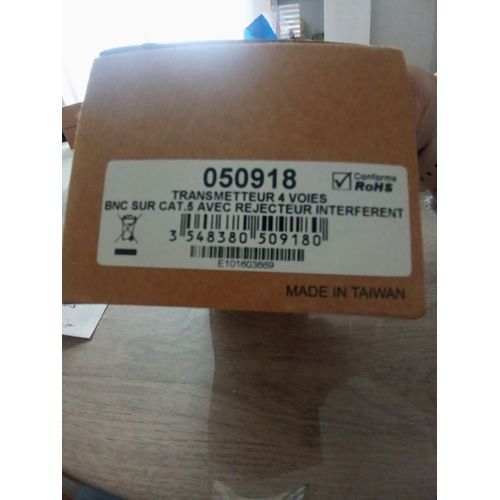 050918
Conforme
RoHS
TRANSMETTEUR 4 VOIES
BNC SUR CAT.5 AVEC REJECTEUR INTERFERENT
3 548380 509180
E101603669
MADE IN TAIWAN